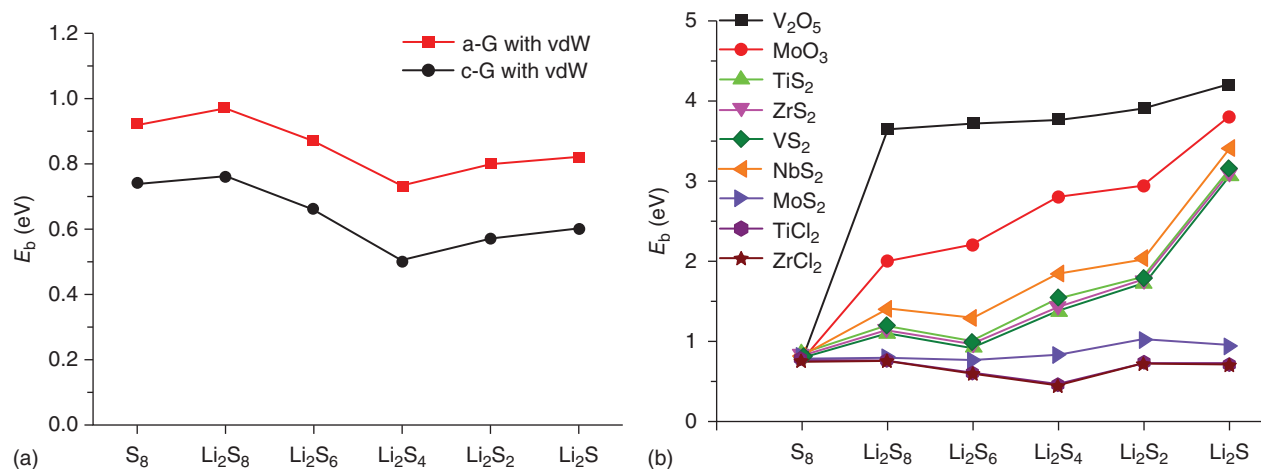 1.2
1.0
0.8
0.6
0.4
0.2
0.0
E_b (eV)
a-G with vdW
c-G with vdW
S₈ Li₂S₈ Li₂S₆ Li₂S₄ Li₂S₂ Li₂S
(a)
5
4
3
2
1
0
E_b (eV)
V₂O₅
MoO₃
TiS₂
ZrS₂
VS₂
NbS₂
MoS₂
TiCl₂
ZrCl₂
S₈ Li₂S₈ Li₂S₆ Li₂S₄ Li₂S₂ Li₂S
(b)